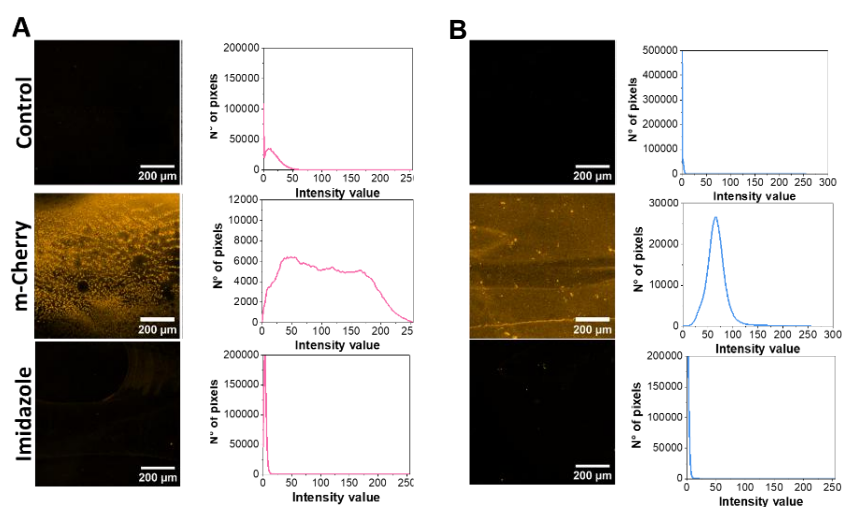 A
B
Control
200 µm
N° of pixels
200000
150000
100000
50000
0
0 50 100 150 200 25
Intensity value
200 µm
N° of pixels
500000
400000
300000
200000
100000
0
0 50 100 150 200 250 300
Intensity value
m-Cherry
200 µm
N° of pixels
12000
10000
8000
6000
4000
2000
0
0 50 100 150 200 25
Intensity value
200 µm
N° of pixels
30000
20000
10000
0
0 50 100 150 200 250 300
Intensity value
Imidazole
200 µm
N° of pixels
200000
150000
100000
50000
0
0 50 100 150 200 250
Intensity value
200 µm
N° of pixels
200000
150000
100000
50000
0
0 50 100 150 200 250
Intensity value